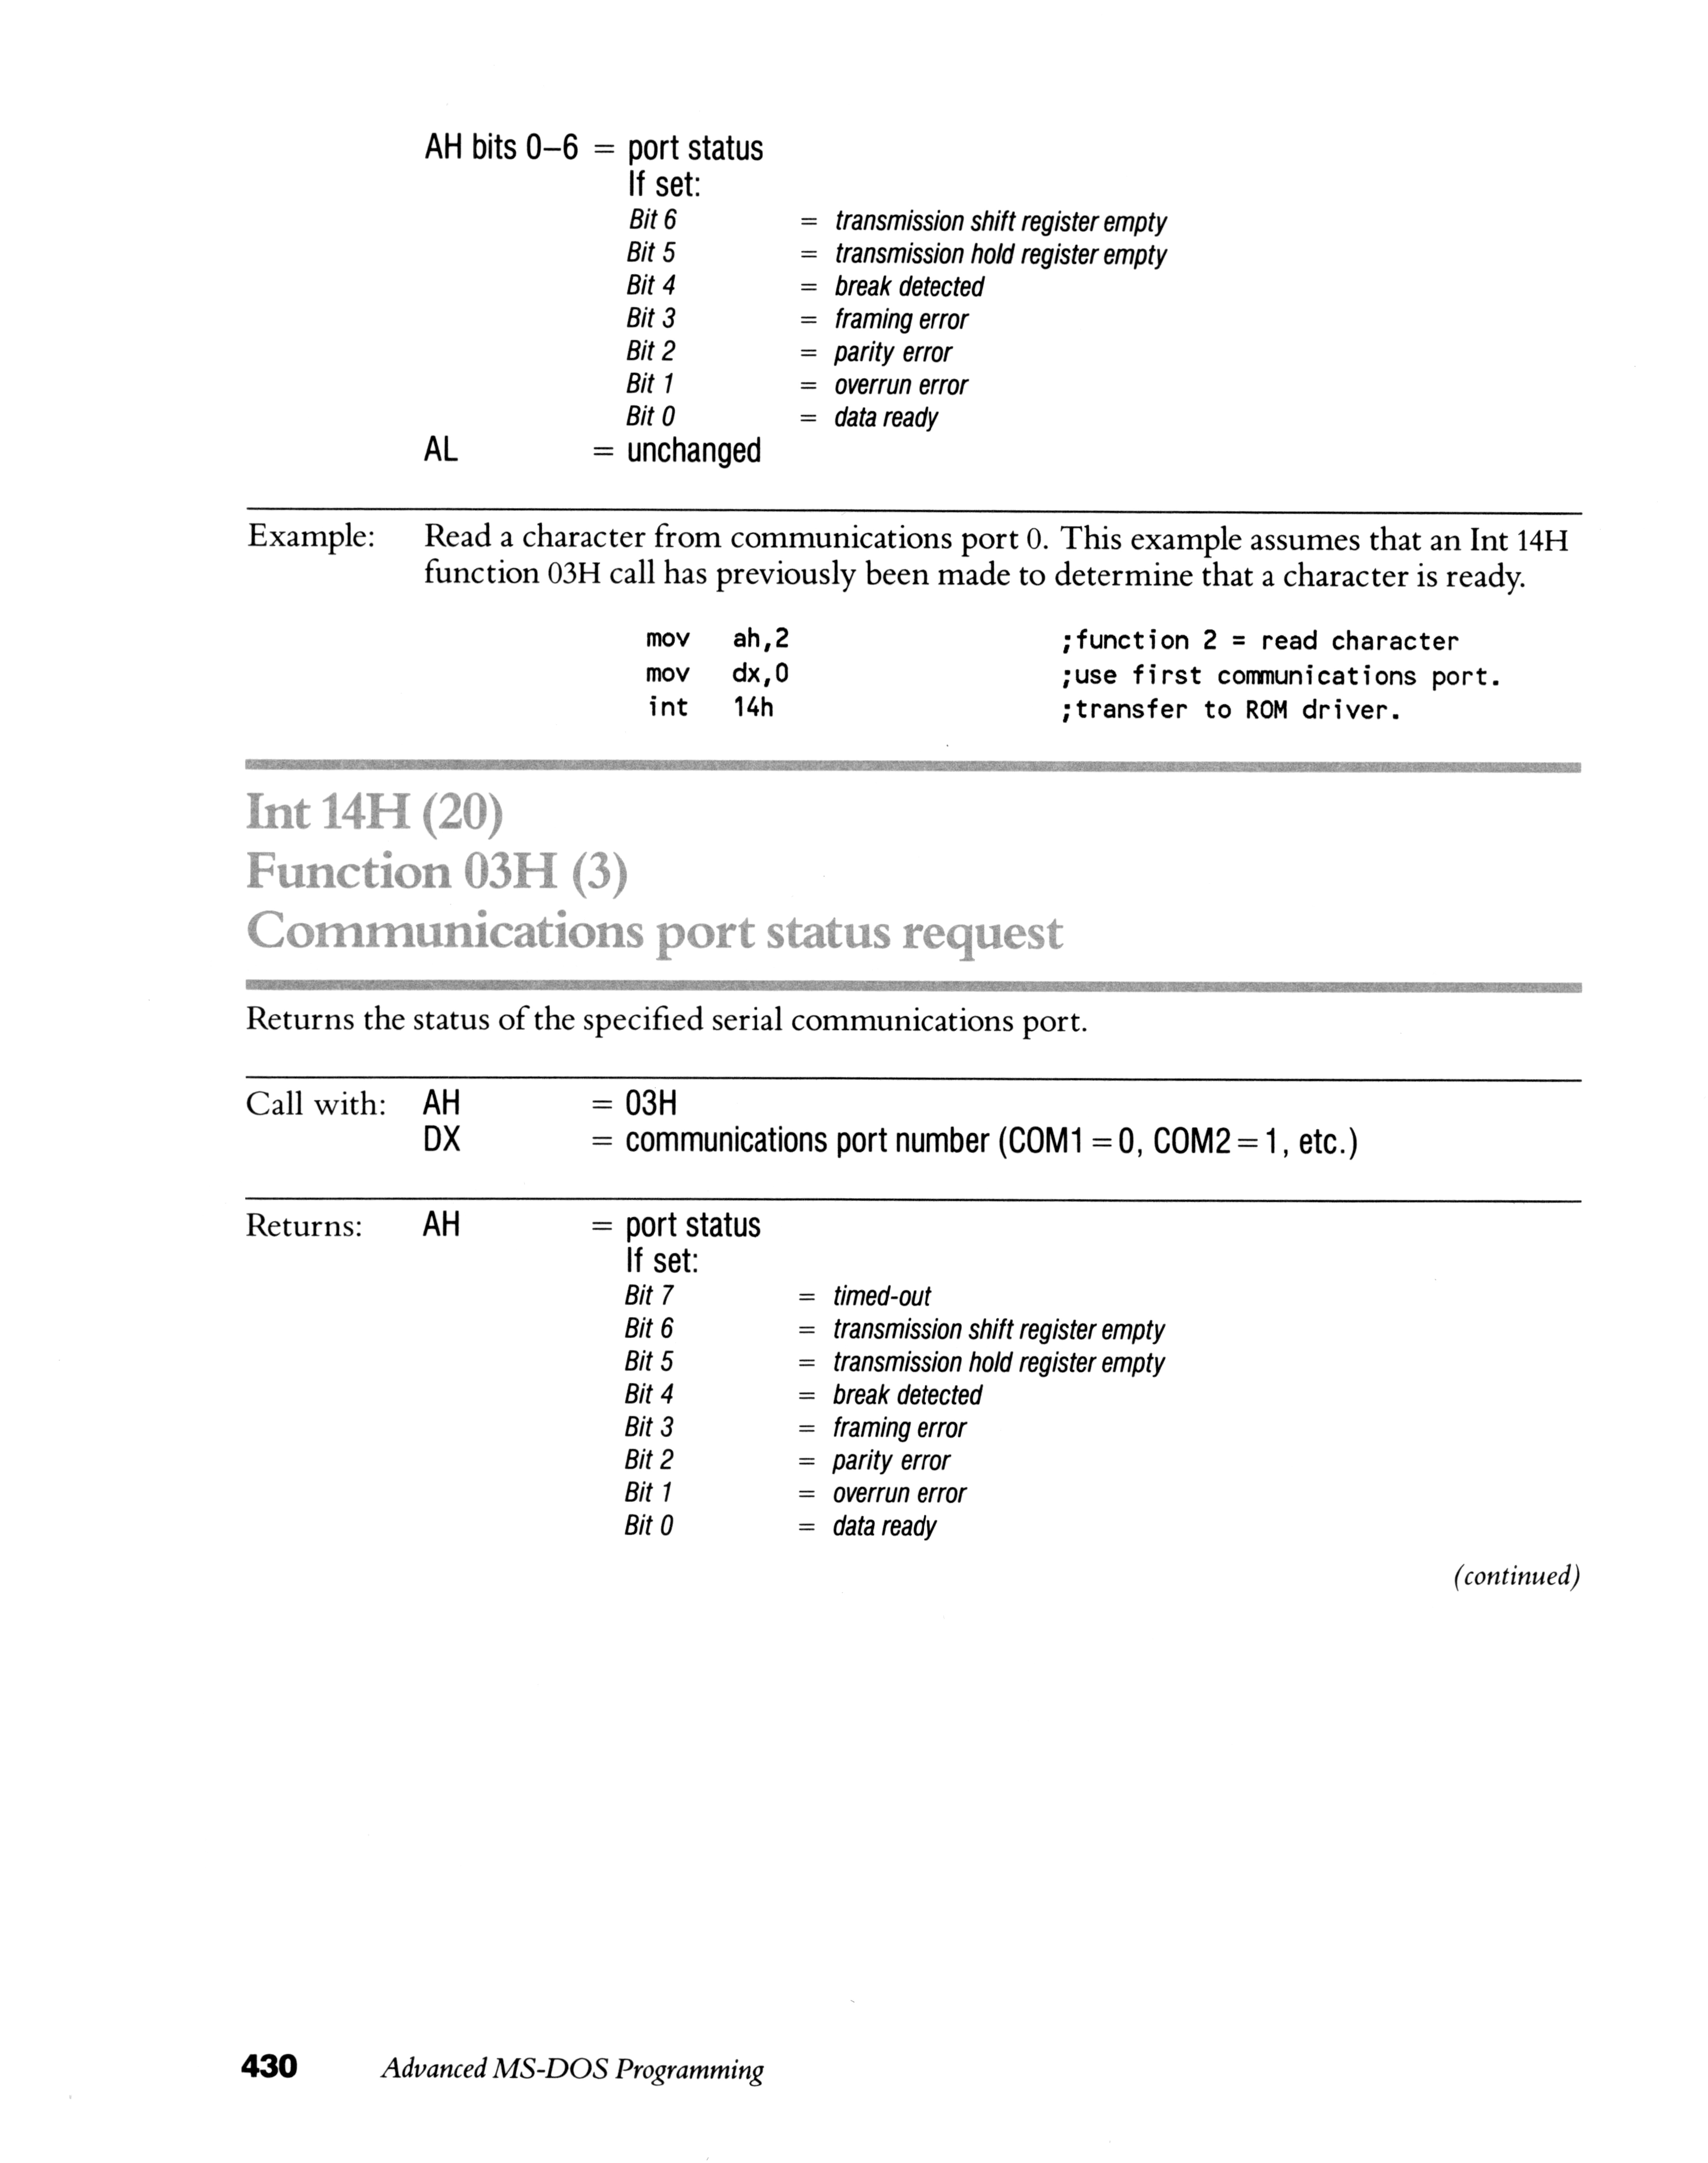 AH bits 0–6 = port status
If set:
Bit 6 = transmission shift register empty
Bit 5 = transmission hold register empty
Bit 4 = break detected
Bit 3 = framing error
Bit 2 = parity error
Bit 1 = overrun error
Bit 0 = data ready
AL = unchanged
Example: Read a character from communications port 0. This example assumes that an Int 14H
function 03H call has previously been made to determine that a character is ready.
mov ah,2 ;function 2 = read character
mov dx,0 ;use first communications port.
int 14h ;transfer to ROM driver.
Int 14H (20)
Function 03H (3)
Communications port status request
Returns the status of the specified serial communications port.
Call with: AH = 03H
DX = communications port number (COM1 = 0, COM2 = 1, etc.)
Returns: AH = port status
If set:
Bit 7 = timed-out
Bit 6 = transmission shift register empty
Bit 5 = transmission hold register empty
Bit 4 = break detected
Bit 3 = framing error
Bit 2 = parity error
Bit 1 = overrun error
Bit 0 = data ready
(continued)
430 Advanced MS-DOS Programming